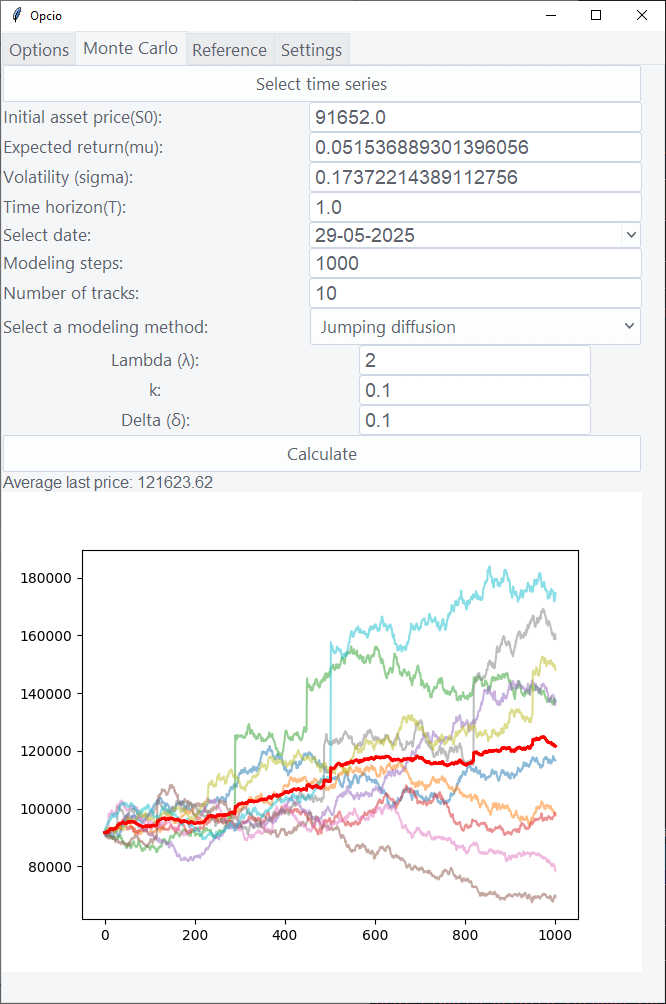 Opcio
Options Monte Carlo Reference Settings
Select time series
Initial asset price(S0): 91652.0
Expected return(mu): 0.051536889301396056
Volatility (sigma): 0.17372214389112756
Time horizon(T): 1.0
Select date: 29-05-2025
Modeling steps: 1000
Number of tracks: 10
Select a modeling method: Jumping diffusion
Lambda (λ): 2
k: 0.1
Delta (δ): 0.1
Calculate
Average last price: 121623.62
180000
160000
140000
120000
100000
80000
0 200 400 600 800 1000